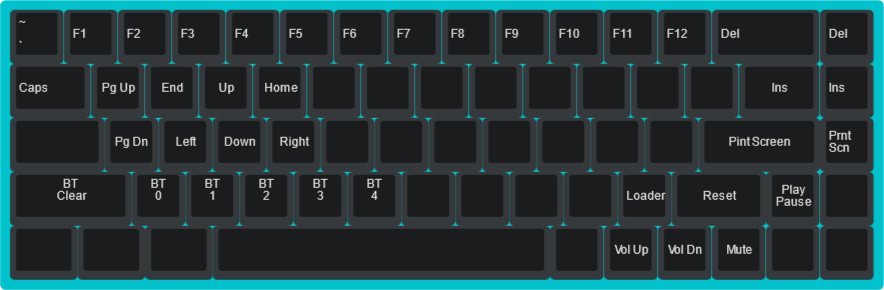 ~
` F1 F2 F3 F4 F5 F6 F7 F8 F9 F10 F11 F12 Del Del
Caps Pg Up End Up Home Ins Ins
Pg Dn Left Down Right Pint Screen Prnt
Scn
BT
Clear
BT
0
BT
1
BT
2
BT
3
BT
4
Loader Reset
Play
Pause
Vol Up Vol Dn Mute